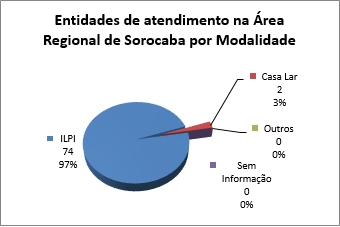 Entidades de atendimento na Área
Regional de Sorocaba por Modalidade
Casa Lar
2
3%
Outros
0
0%
Sem
Informação
0
0%
ILPI
74
97%